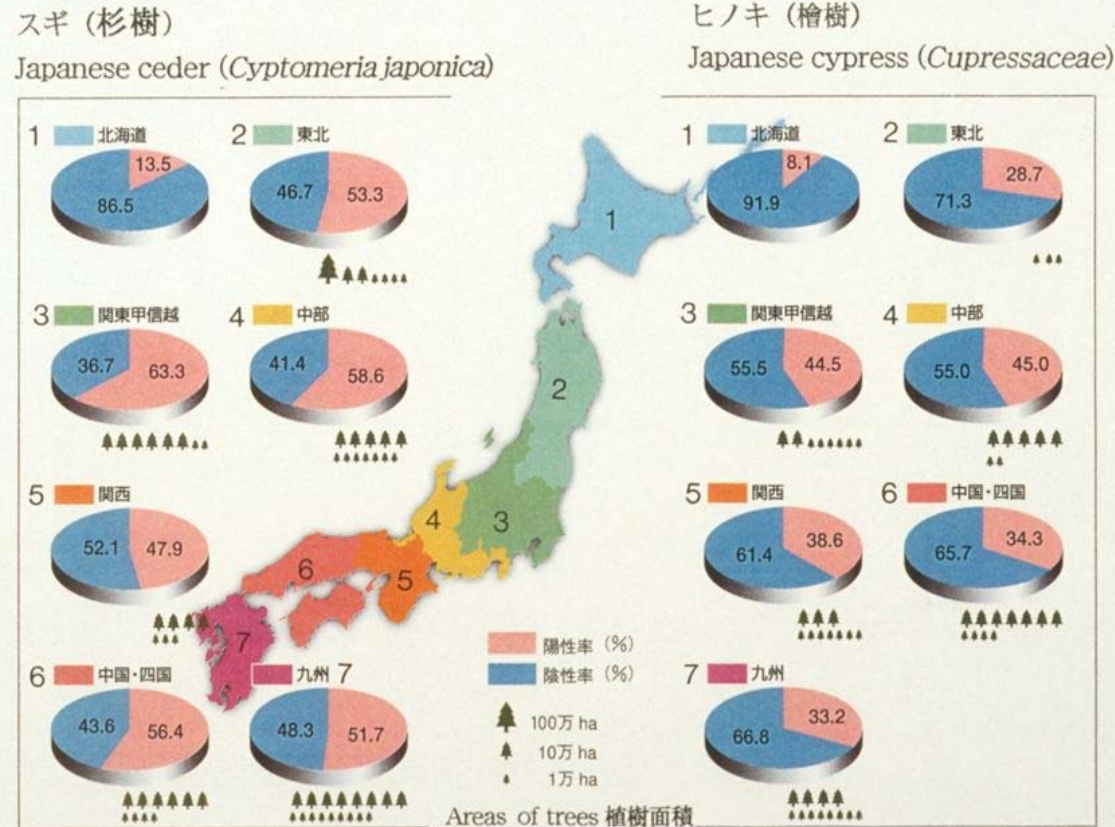 スギ (杉樹)
Japanese ceder (Cyptomeria japonica)
ヒノキ (檜樹)
Japanese cypress (Cupressaceae)
1 北海道
13.5
86.5
2 東北
46.7
53.3
3 関東甲信越
36.7
63.3
4 中部
41.4
58.6
5 関西
52.1
47.9
6 中国・四国
43.6
56.4
九州 7
48.3
51.7
1
2
3
4
5
6
7
陽性率 (%)
陰性率 (%)
100万 ha
10万 ha
1万 ha
Areas of trees 植樹面積
1 北海道
8.1
91.9
2 東北
28.7
71.3
3 関東甲信越
55.5
44.5
4 中部
55.0
45.0
5 関西
61.4
38.6
6 中国・四国
65.7
34.3
7 九州
66.8
33.2